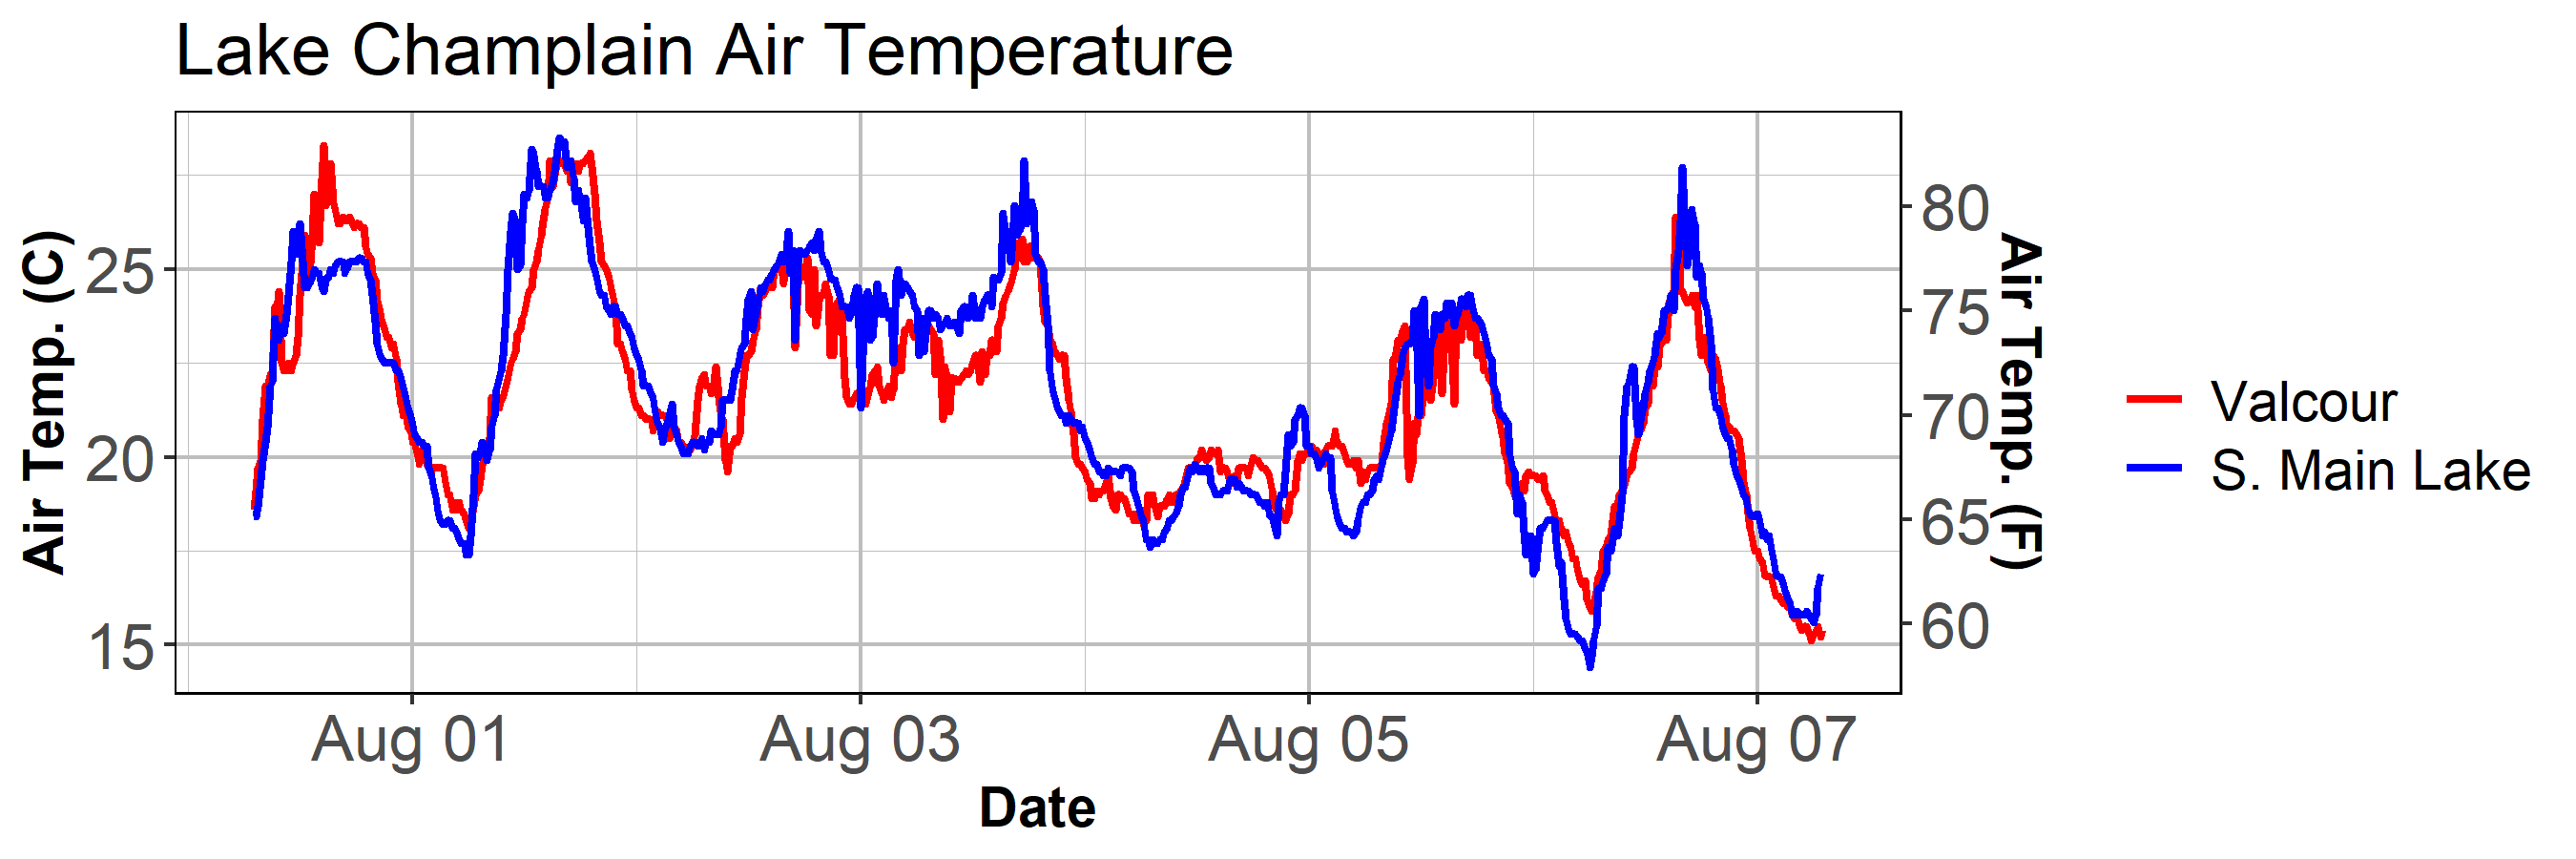 Lake Champlain Air Temperature
Air Temp. (C)
25
20
15
80
75
70
65
60
Air Temp. (F)
Aug 01
Aug 03
Aug 05
Aug 07
Date
Valcour
S. Main Lake